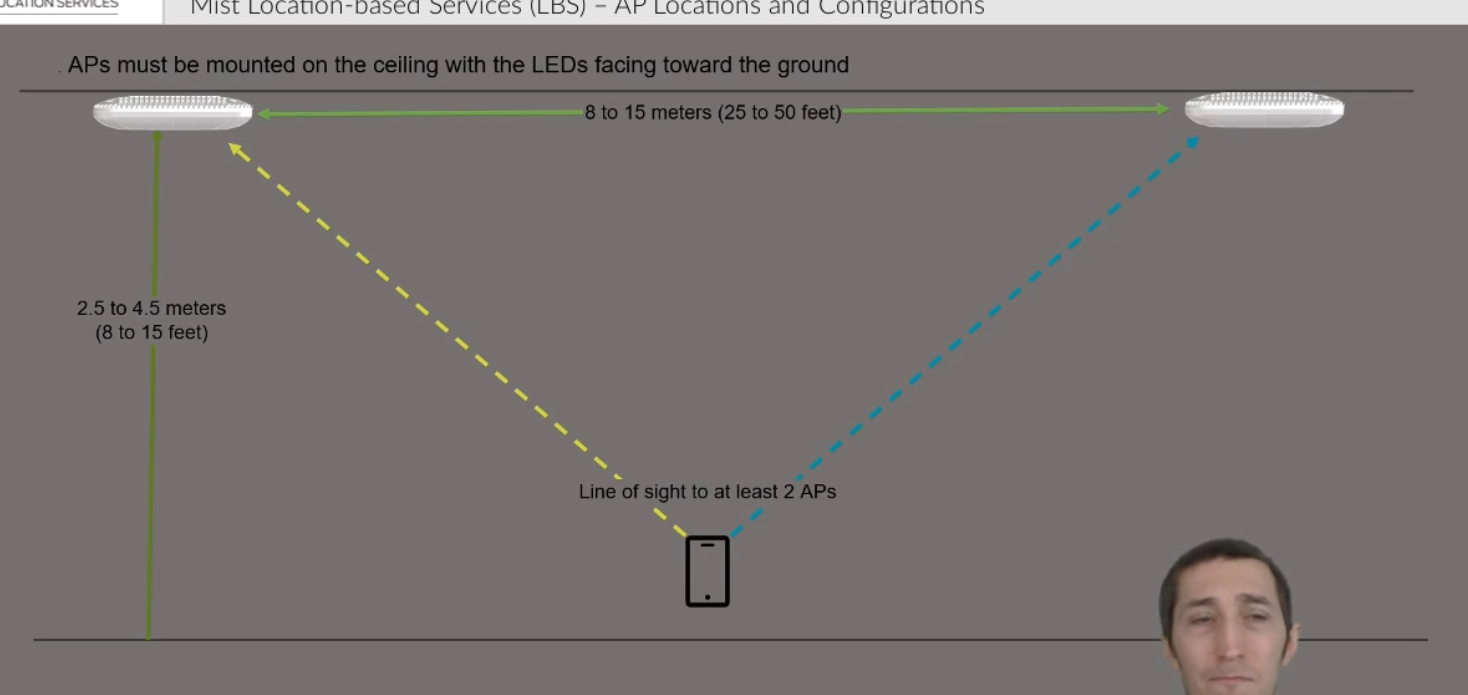 SERVICES
Mist Location-based Services (LBS) – AP Locations and Configurations
. APs must be mounted on the ceiling with the LEDs facing toward the ground
8 to 15 meters (25 to 50 feet)
2.5 to 4.5 meters
(8 to 15 feet)
Line of sight to at least 2 APs